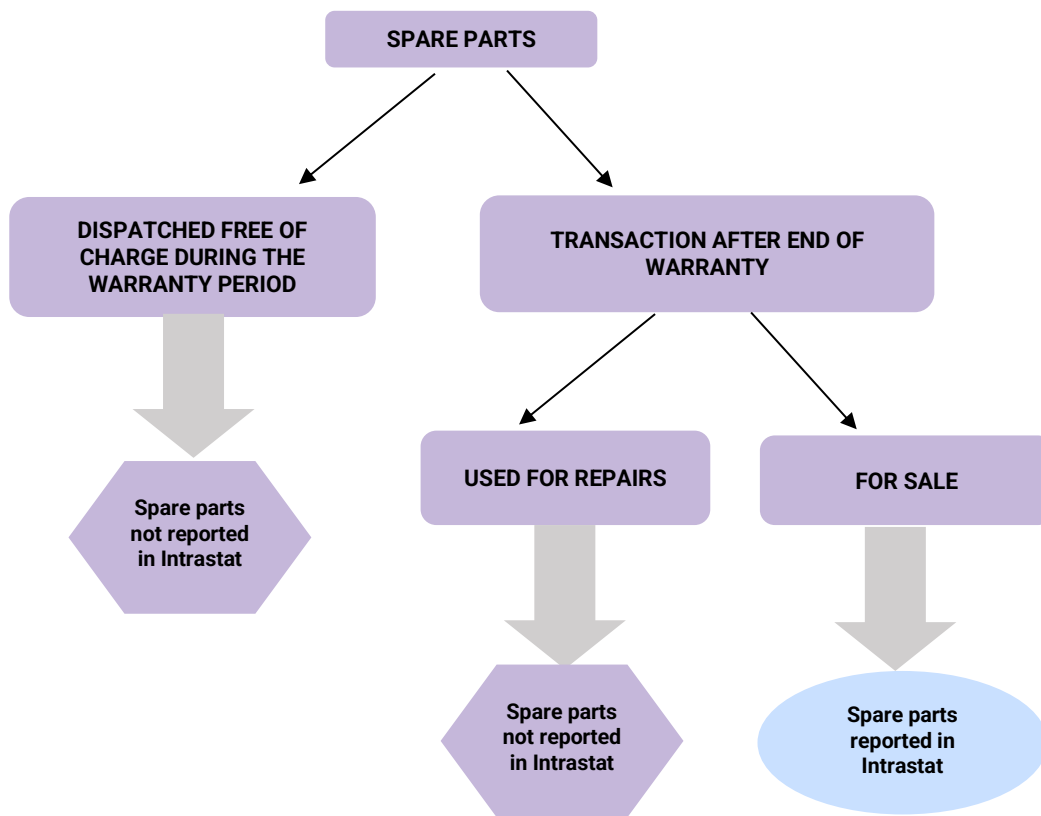 SPARE PARTS
DISPATCHED FREE OF
CHARGE DURING THE
WARRANTY PERIOD
TRANSACTION AFTER END OF
WARRANTY
USED FOR REPAIRS
FOR SALE
Spare parts
not reported
in Intrastat
Spare parts
not reported
in Intrastat
Spare parts
reported in
Intrastat